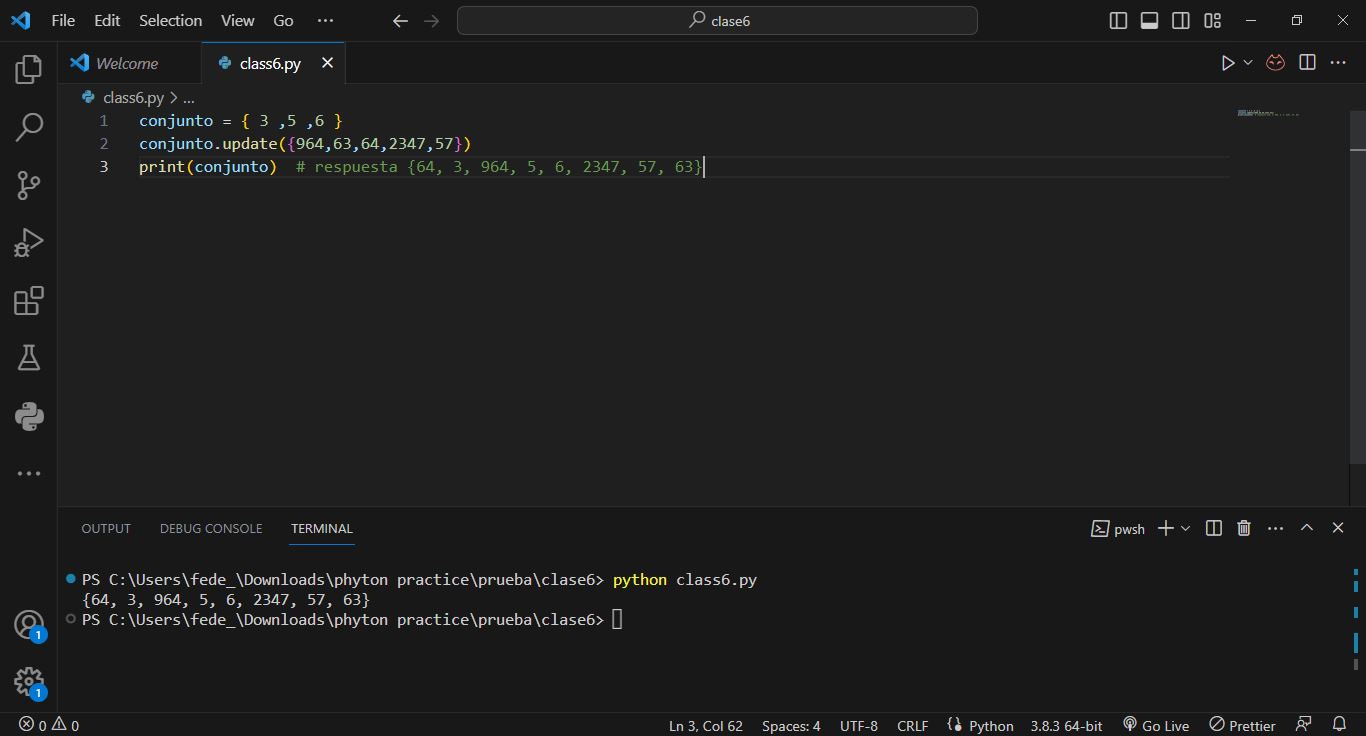 File Edit Selection View Go ··· clase6
Welcome class6.py
class6.py > ...
1 conjunto = { 3 ,5 ,6 }
2 conjunto.update({964,63,64,2347,57})
3 print(conjunto)  # respuesta {64, 3, 964, 5, 6, 2347, 57, 63}
OUTPUT DEBUG CONSOLE TERMINAL pwsh
PS C:\Users\fede_\Downloads\phyton practice\prueba\clase6> python class6.py
{64, 3, 964, 5, 6, 2347, 57, 63}
PS C:\Users\fede_\Downloads\phyton practice\prueba\clase6>
1
1
0 0 Ln 3, Col 62 Spaces: 4 UTF-8 CRLF Python 3.8.3 64-bit Go Live Prettier